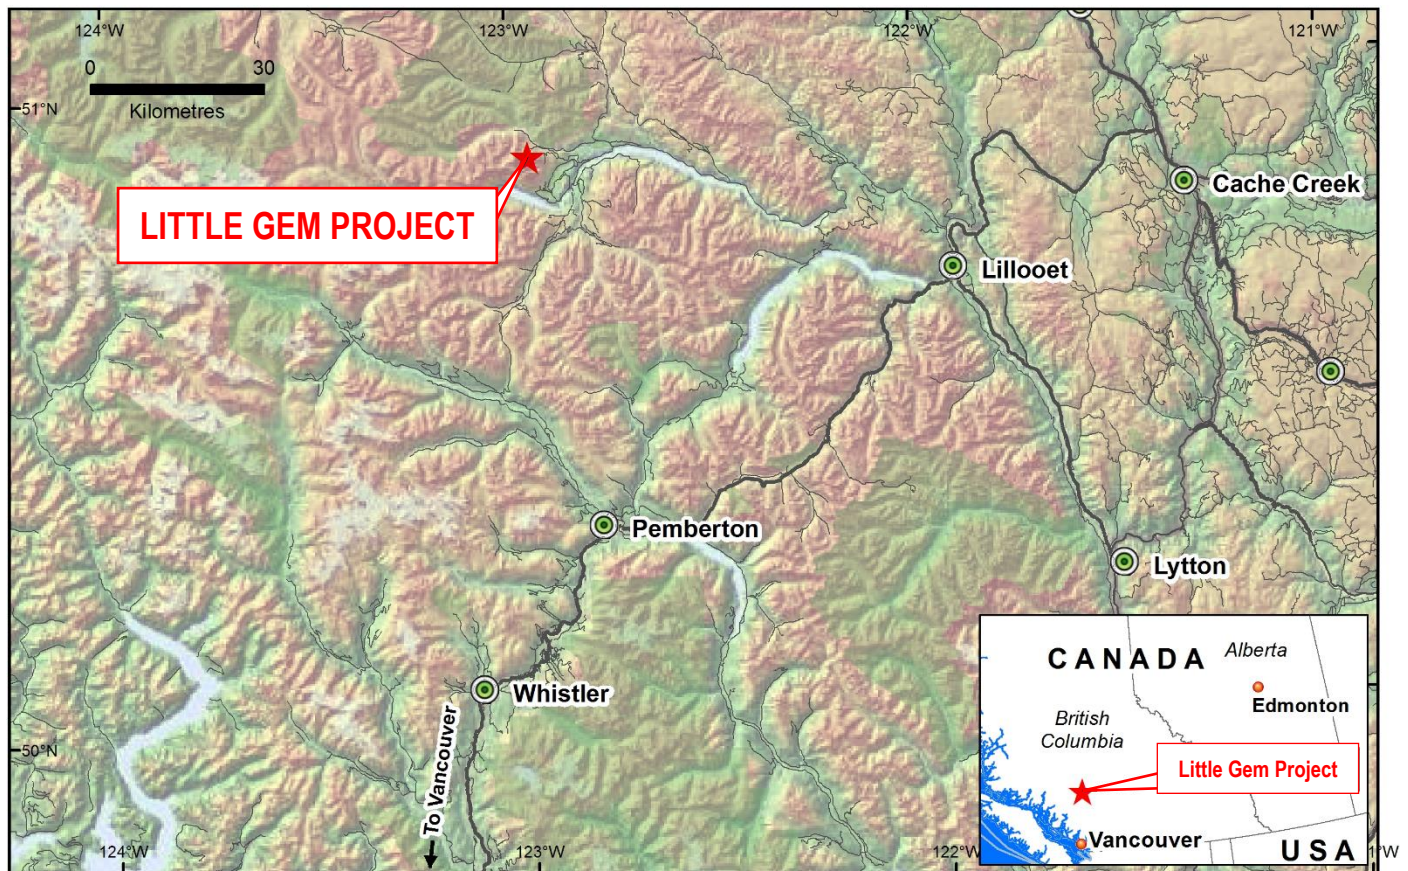 124°W
123°W
122°W
121°W
0
30
Kilometres
51°N
LITTLE GEM PROJECT
Cache Creek
Lillooet
Pemberton
Lytton
Whistler
To Vancouver
50°N
CANADA
Alberta
Edmonton
British
Columbia
Little Gem Project
Vancouver
USA
124°W
123°W
122°W
1°W